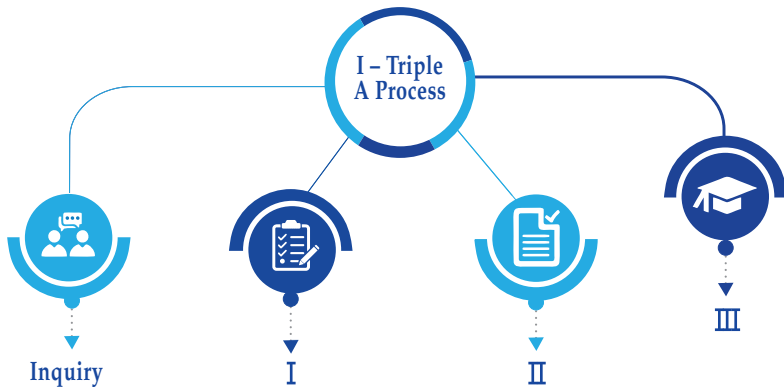 I – Triple
A Process
Inquiry
I
II
III